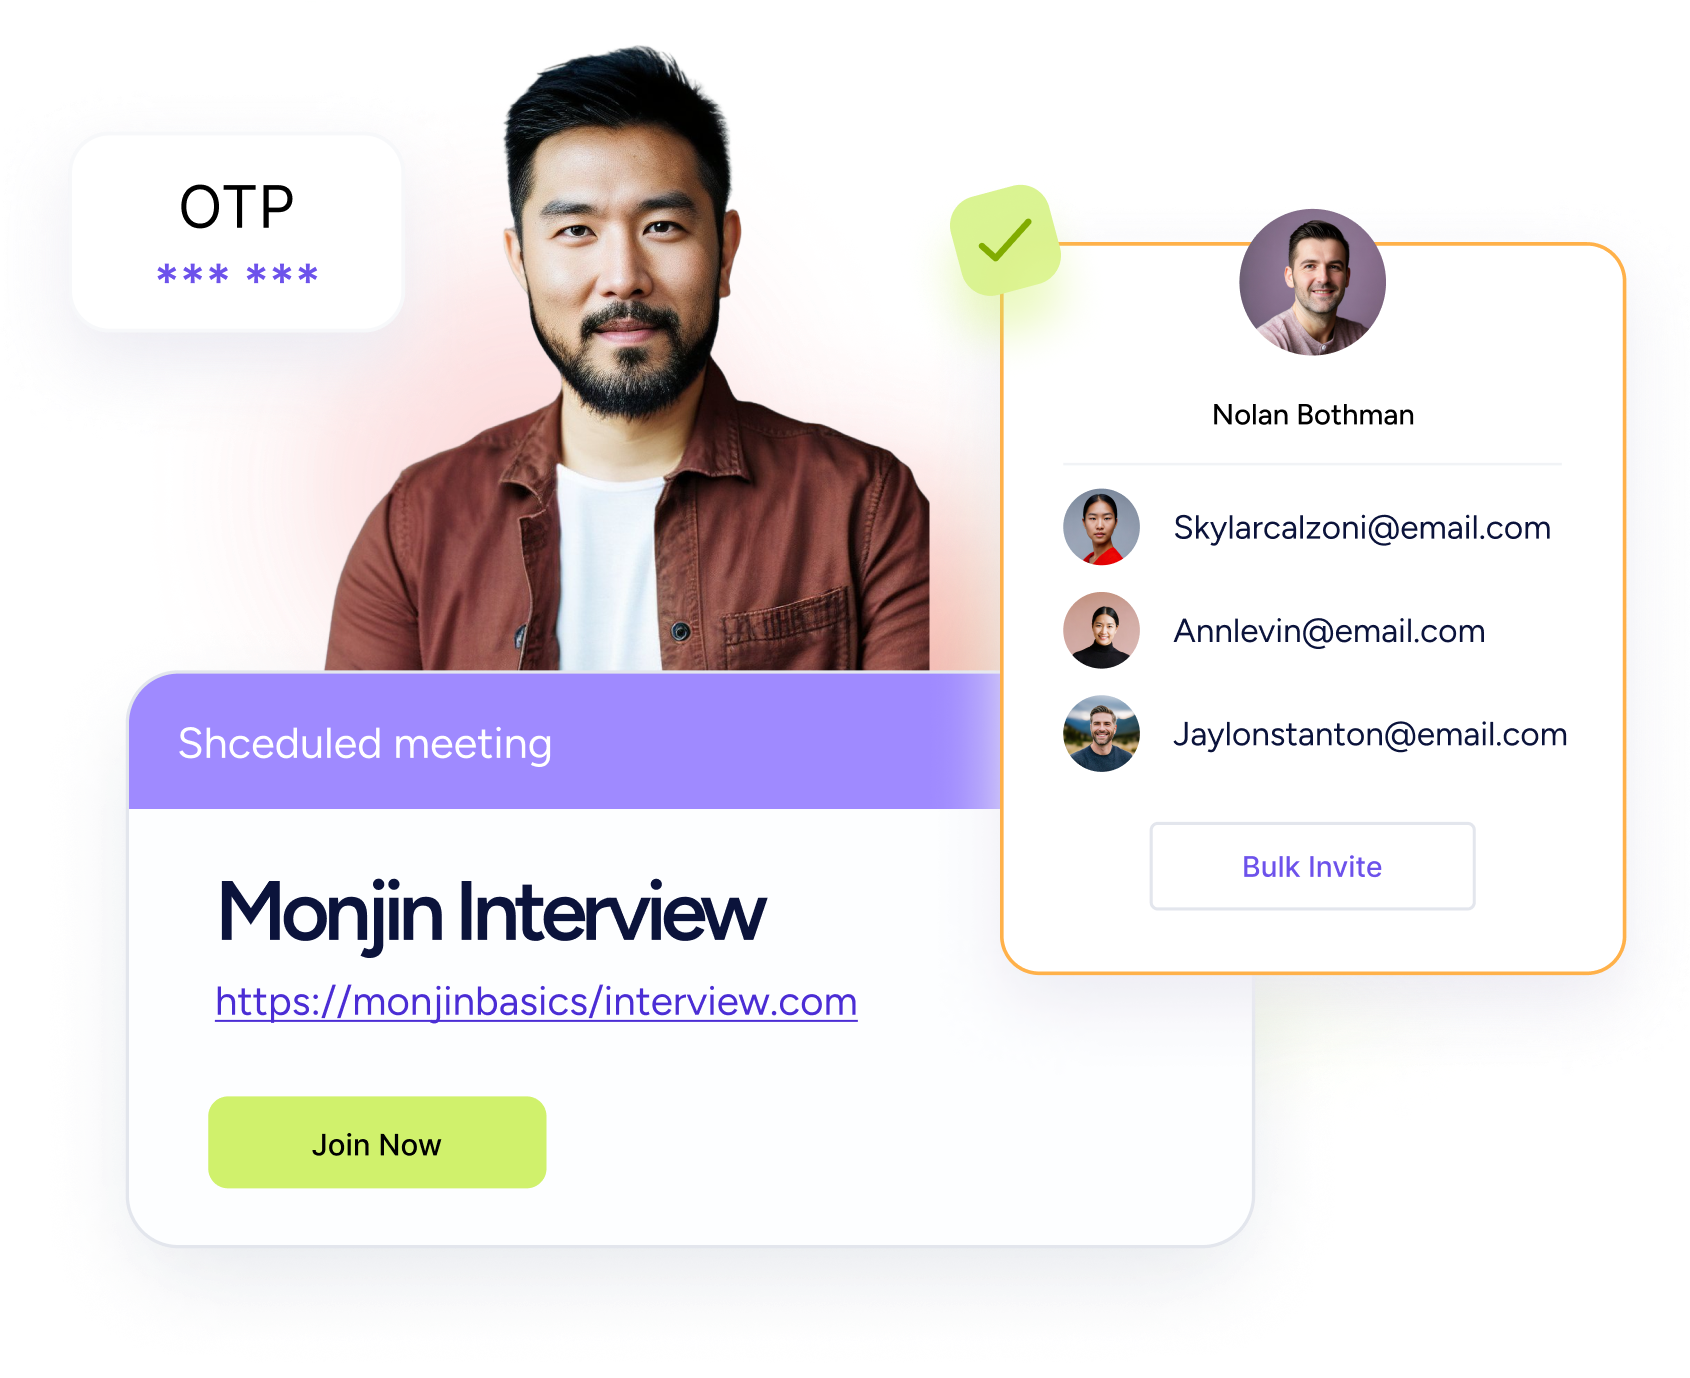 OTP
*** ***
Nolan Bothman
Skylarcalzoni@email.com
Annlevin@email.com
Jaylonstanton@email.com
Bulk Invite
Shceduled meeting
Monjin Interview
https://monjinbasics/interview.com
Join Now